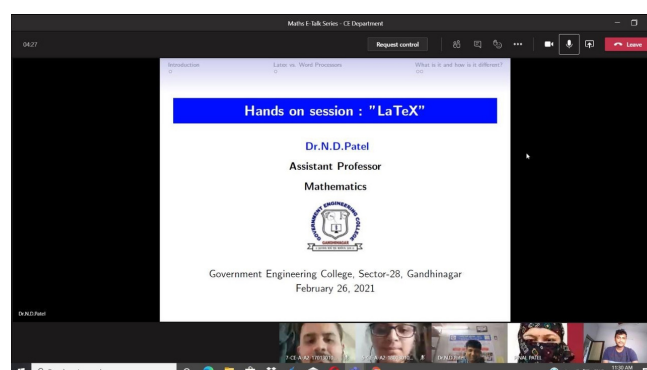 Maths E-Talk Series - CE Department
04:27
Request control
Leave
Introduction
Latex vs. Word Processors
What is it and how is it different?
Hands on session : "LaTeX"
Dr.N.D.Patel
Assistant Professor
Mathematics
GOVERNMENT ENGINEERING COLLEGE
GANDHINAGAR
Government Engineering College, Sector-28, Gandhinagar
February 26, 2021
Dr.N.D.Patel
11:30 AM